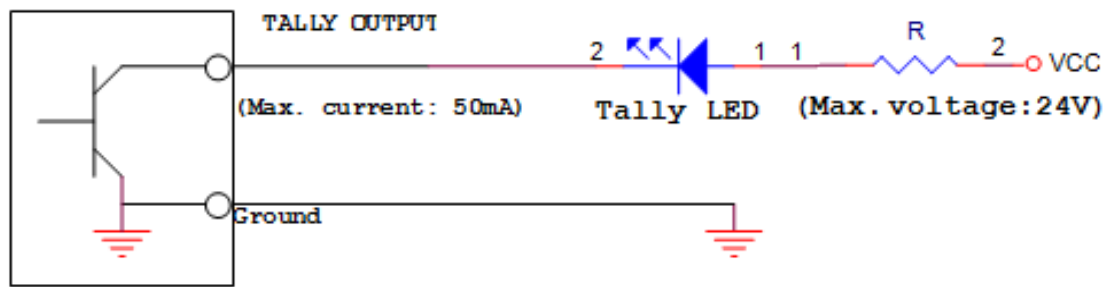 TALLY OUTPUT
R
2 1 1 2 VCC
(Max. current: 50mA) Tally LED (Max.voltage:24V)
Ground